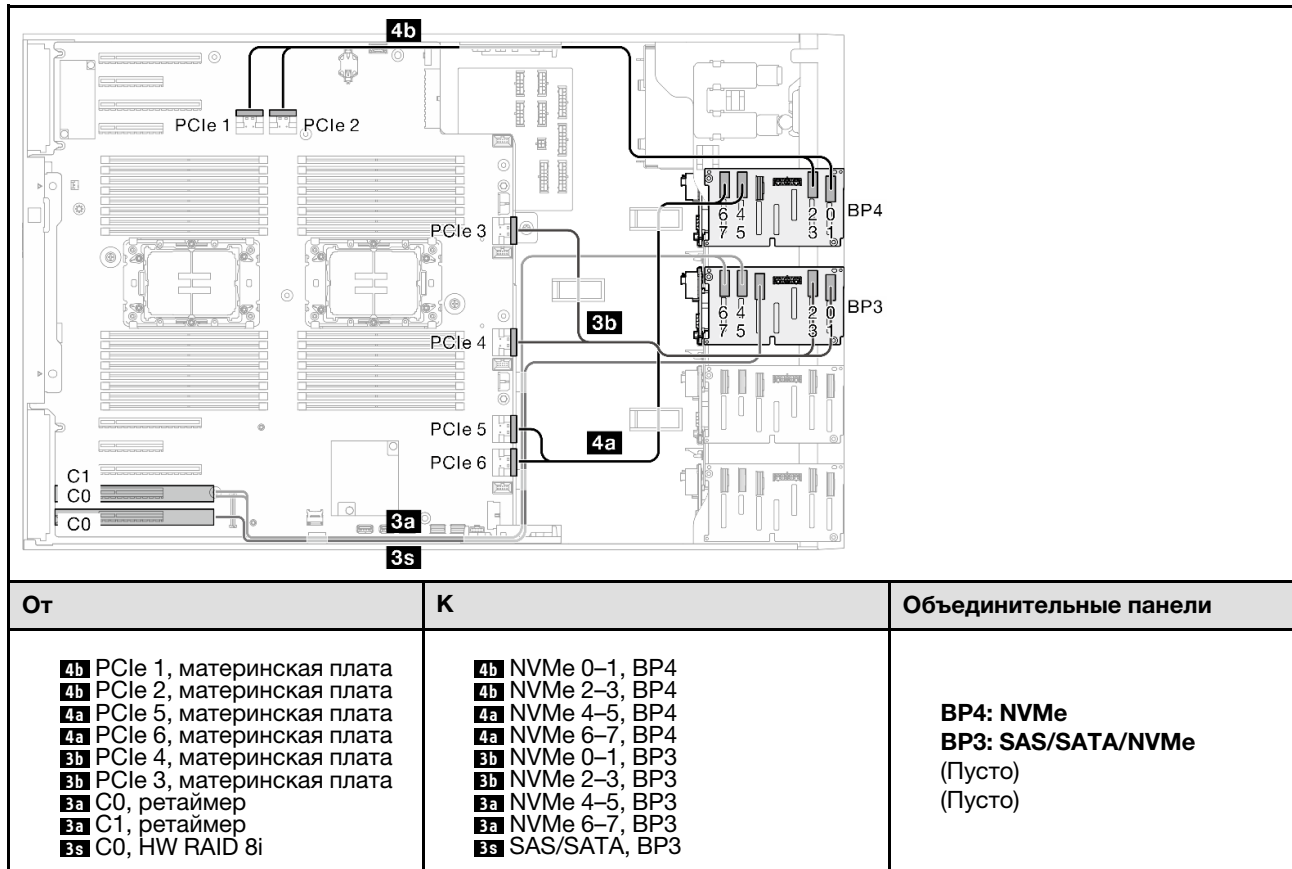 4b
PCIe 1
PCIe 2
6 4 2 0
7 5 3 1
BP4
PCIe 3
6 4 2 0
7 5 3 1
BP3
3b
PCIe 4
PCIe 5
4a
PCIe 6
C1
C0
C0
3a
3s
От
К
Объединительные панели
4b PCIe 1, материнская плата
4b PCIe 2, материнская плата
4a PCIe 5, материнская плата
4a PCIe 6, материнская плата
3b PCIe 4, материнская плата
3b PCIe 3, материнская плата
3a C0, ретаймер
3a C1, ретаймер
3s C0, HW RAID 8i
4b NVMe 0–1, BP4
4b NVMe 2–3, BP4
4a NVMe 4–5, BP4
4a NVMe 6–7, BP4
3b NVMe 0–1, BP3
3b NVMe 2–3, BP3
3a NVMe 4–5, BP3
3a NVMe 6–7, BP3
3s SAS/SATA, BP3
BP4: NVMe
BP3: SAS/SATA/NVMe
(Пусто)
(Пусто)